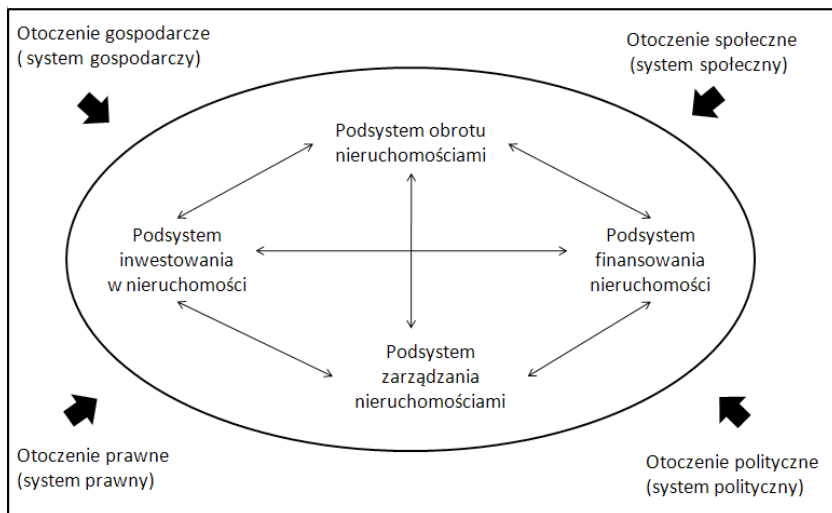 Otoczenie gospodarcze
( system gospodarczy)
Otoczenie społeczne
(system społeczny)
Podsystem obrotu
nieruchomościami
Podsystem
inwestowania
w nieruchomości
Podsystem
finansowania
nieruchomości
Podsystem
zarządzania
nieruchomościami
Otoczenie prawne
(system prawny)
Otoczenie polityczne
(system polityczny)